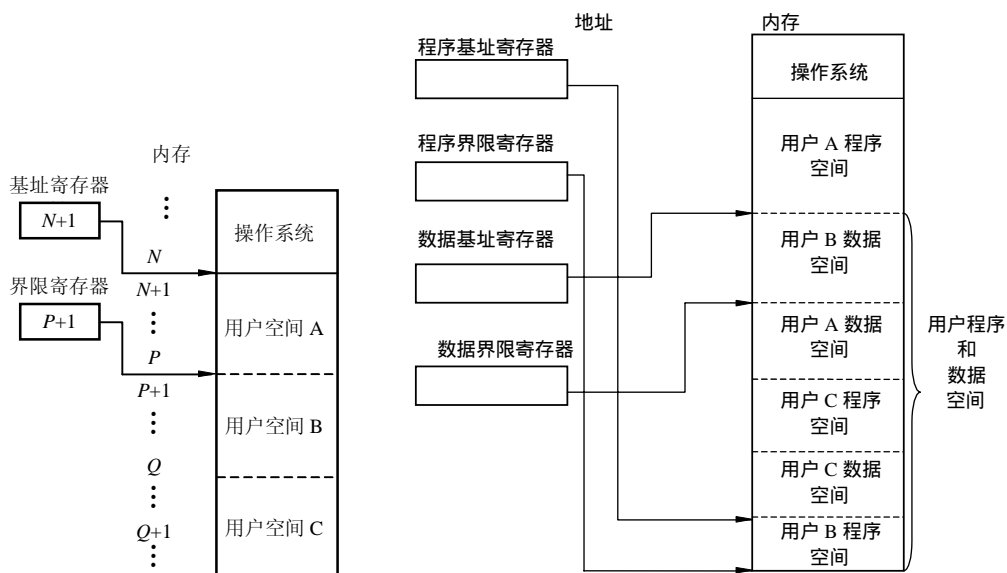 内存
基址寄存器
N+1
操作系统
N
N+1
界限寄存器
P+1
用户空间 A
P
P+1
用户空间 B
Q
Q+1
用户空间 C
地址
内存
程序基址寄存器
操作系统
程序界限寄存器
用户 A 程序
空间
数据基址寄存器
用户 B 数据
空间
数据界限寄存器
用户 A 数据
空间
用户 C 程序
空间
用户 C 数据
空间
用户 B 程序
空间
用户程序
和
数据
空间